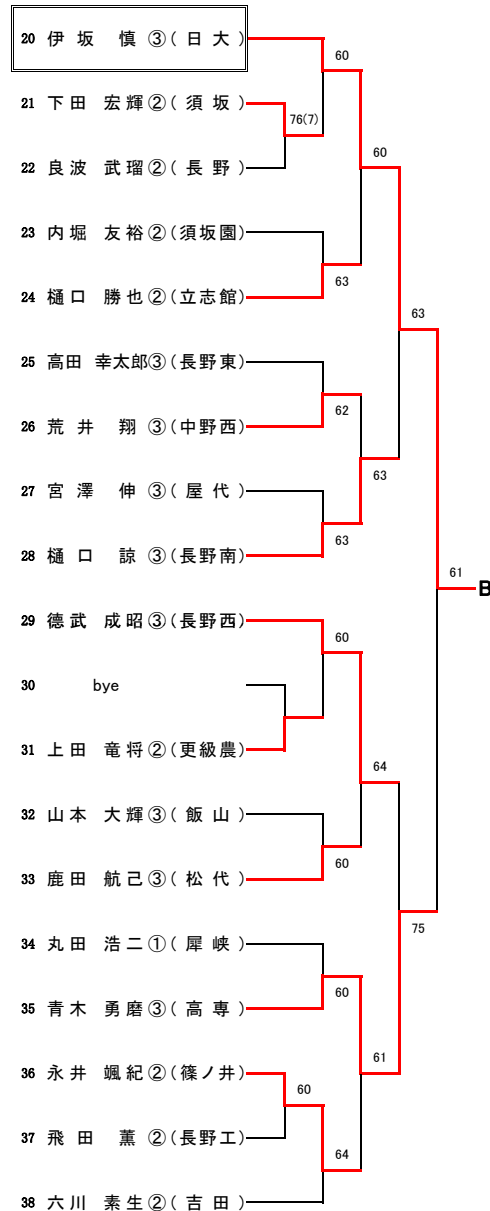 20 伊坂 慎 ③(日大)
60
21 下田 宏輝②(須坂)
76(7)
22 良波 武瑠②(長野)
60
23 内堀 友裕②(須坂園)
24 樋口 勝也②(立志館)
63
63
25 高田 幸太郎③(長野東)
26 荒井 翔 ③(中野西)
62
27 宮澤 伸 ③(屋代)
63
28 樋口 諒 ③(長野南)
63
61
B
29 德武 成昭③(長野西)
60
30 bye
31 上田 竜将②(更級農)
64
32 山本 大輝③(飯山)
33 鹿田 航己③(松代)
60
34 丸田 浩二①(犀峡)
75
35 青木 勇磨③(高専)
60
36 永井 颯紀②(篠ノ井)
61
60
37 飛田 薫 ②(長野工)
64
38 六川 素生②(吉田)